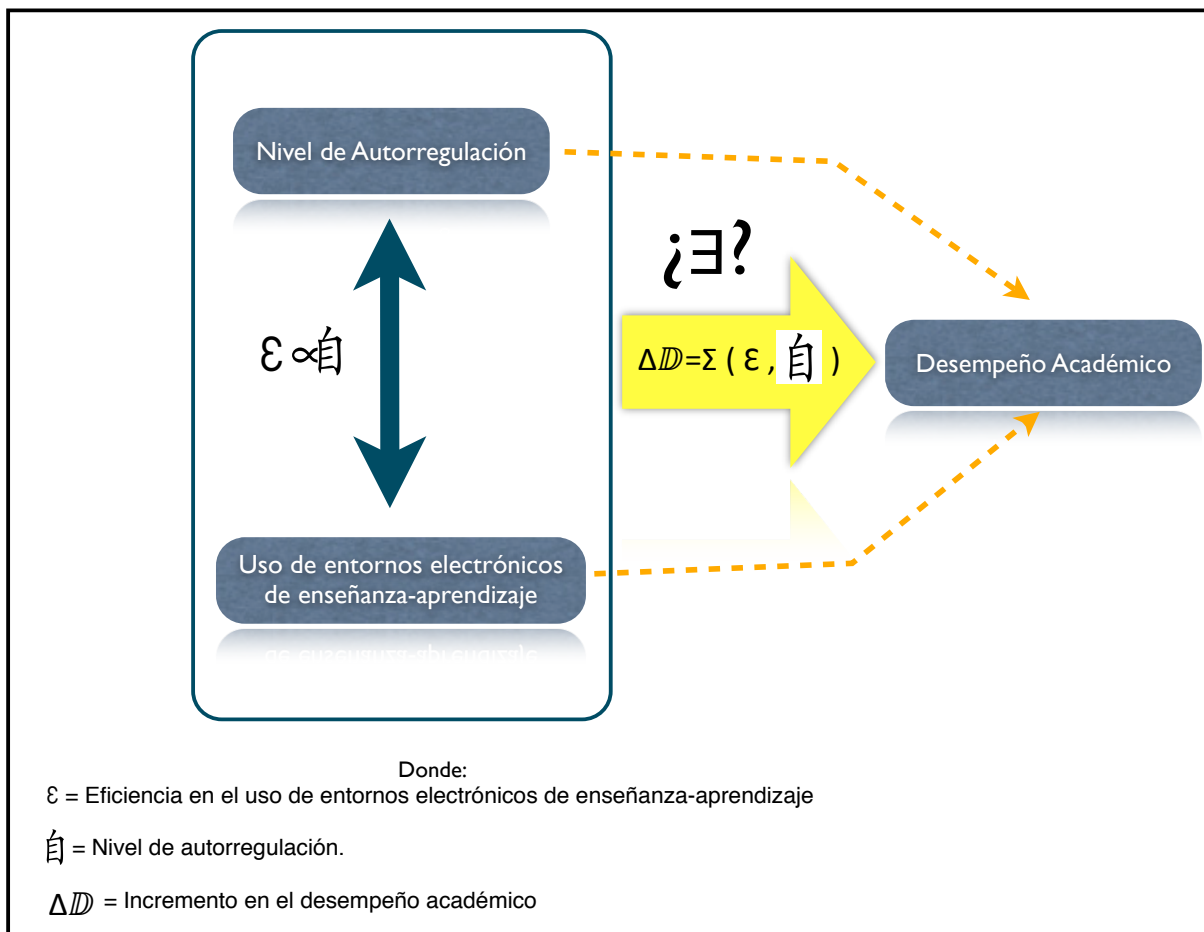 Nivel de Autorregulación
¿∃?
ℇ ∝自
Δ𝔻=Σ ( ℇ , 自 )
Desempeño Académico
Uso de entornos electrónicos
de enseñanza-aprendizaje
Donde:
ℇ = Eficiencia en el uso de entornos electrónicos de enseñanza-aprendizaje
自 = Nivel de autorregulación.
Δ𝔻 = Incremento en el desempeño académico